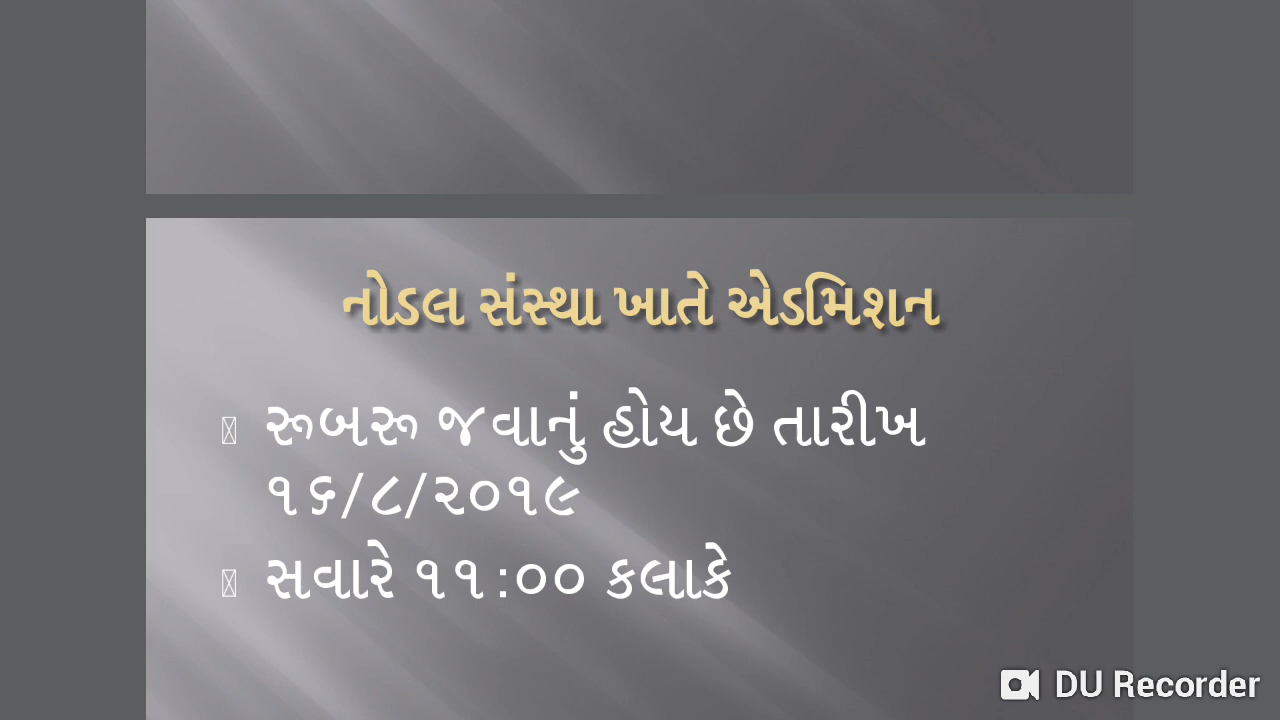 નોડલ સંસ્થા ખાતે એડમિશન
રૂબરૂ જવાનું હોય છે તારીખ
૧૬/૮/૨૦૧૯
સવારે ૧૧:૦૦ કલાકે
DU Recorder